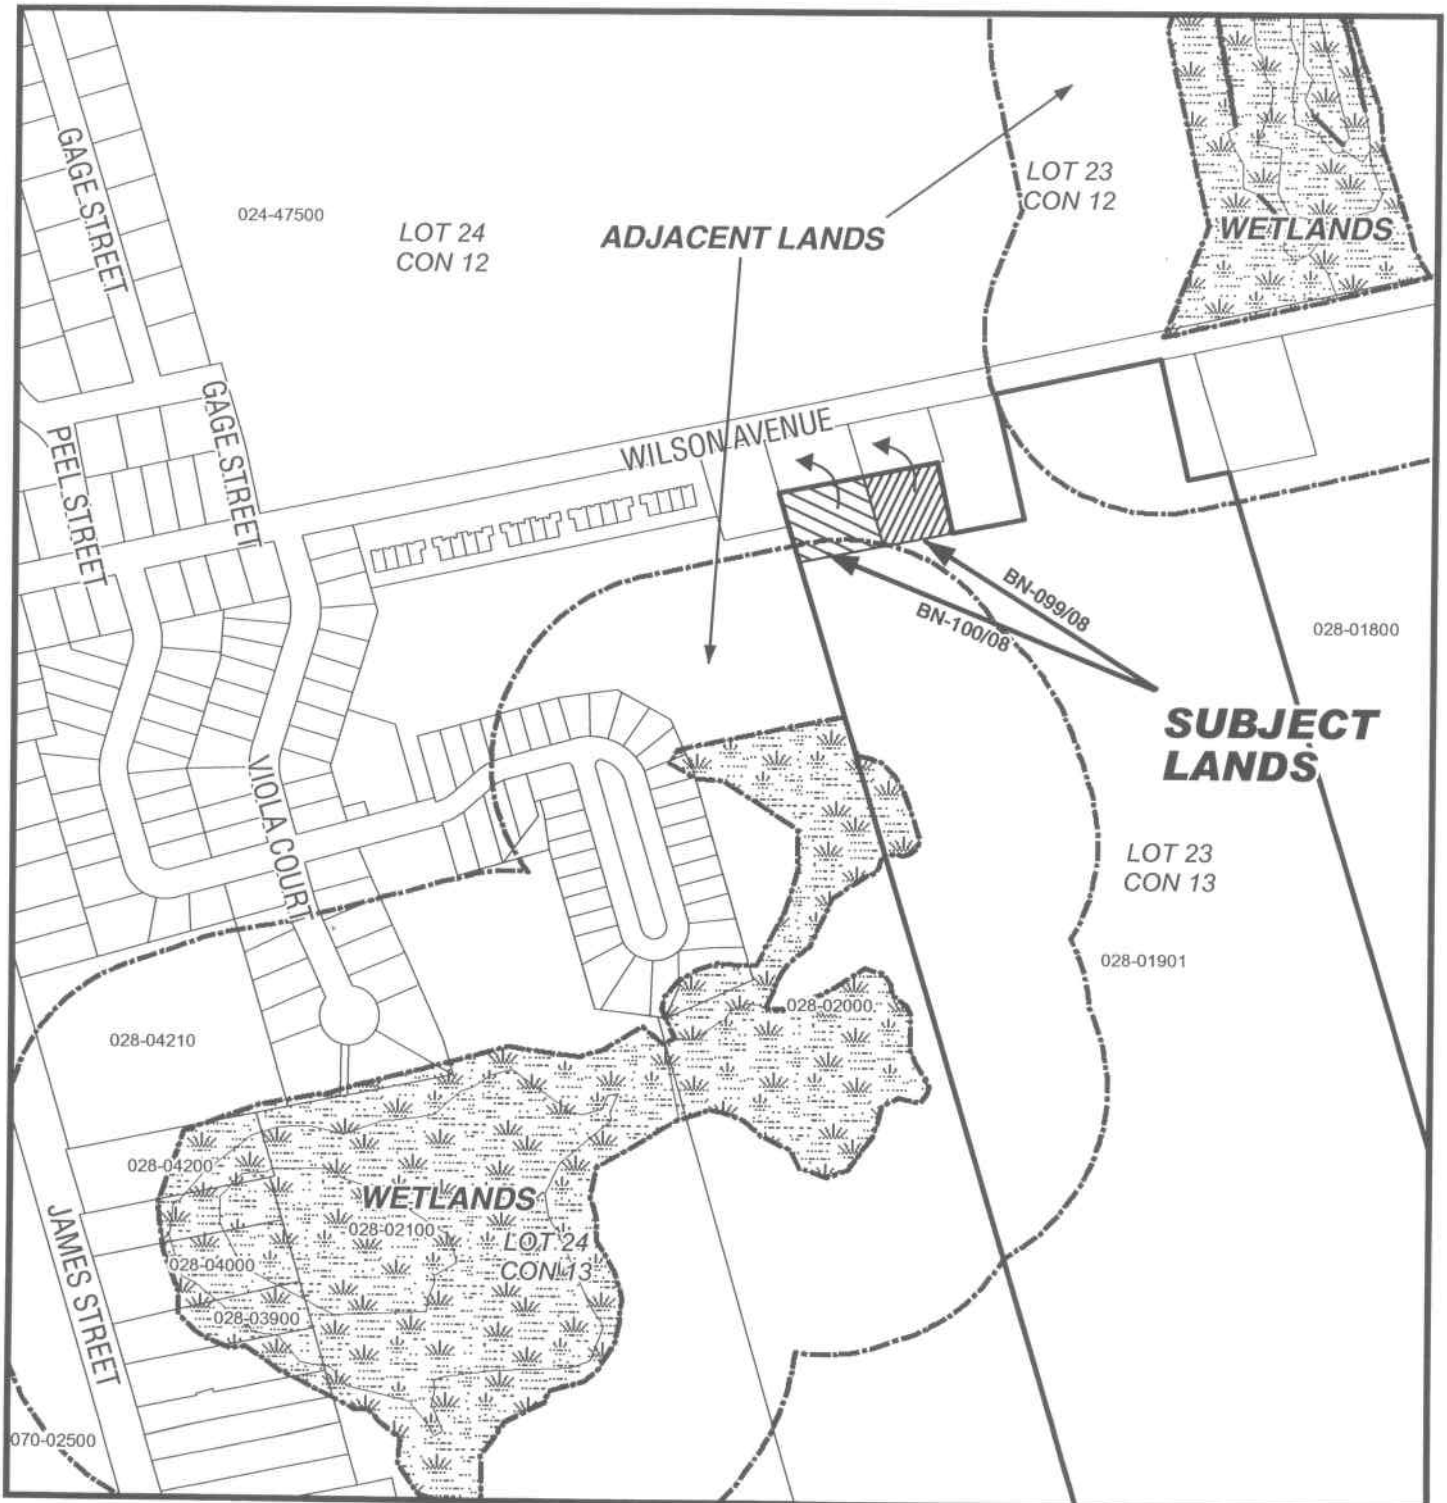 GAGE STREET
024-47500
LOT 24
CON 12
ADJACENT LANDS
LOT 23
CON 12
WETLANDS
GAGE STREET
PEEL STREET
WILSON AVENUE
BN-099/08
BN-100/08
028-01800
SUBJECT
LANDS
VIOLA COURT
LOT 23
CON 13
028-01901
028-02000
028-04210
028-04200
WETLANDS
028-02100
LOT 24
CON 13
028-04000
028-03900
JAMES STREET
070-02500